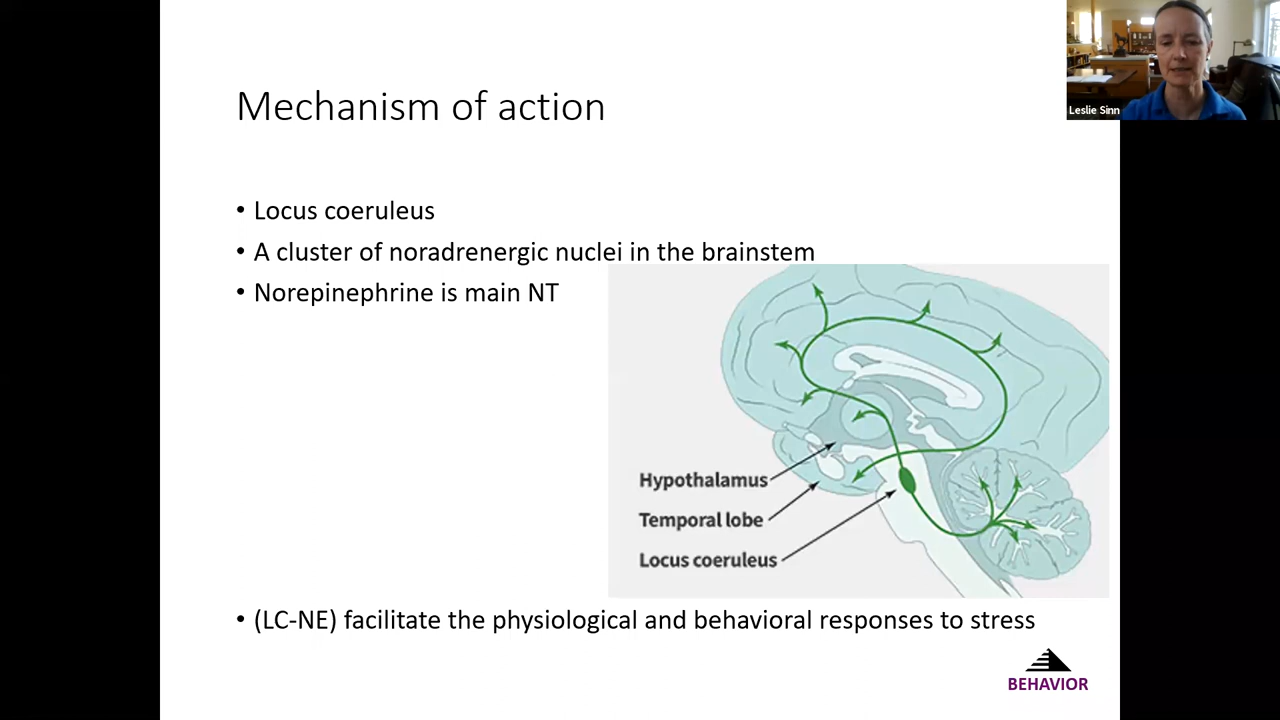 Leslie Sinn
Mechanism of action
• Locus coeruleus
• A cluster of noradrenergic nuclei in the brainstem
• Norepinephrine is main NT
Hypothalamus
Temporal lobe
Locus coeruleus
• (LC-NE) facilitate the physiological and behavioral responses to stress
BEHAVIOR